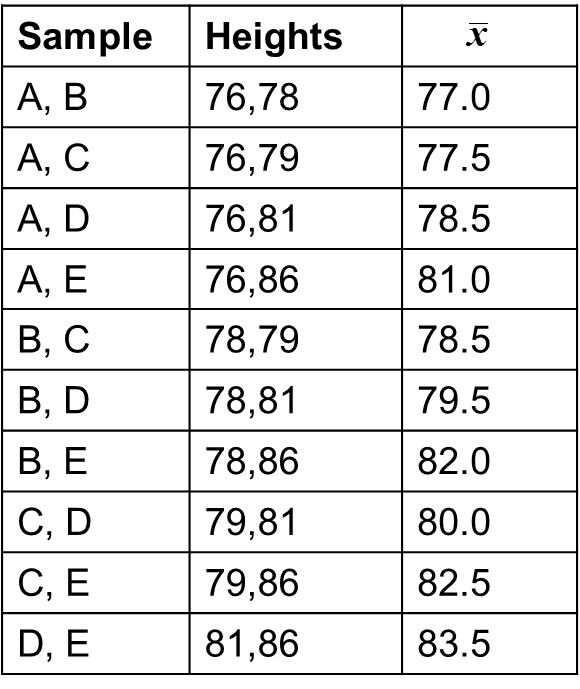 Sample Heights x̅
A, B 76,78 77.0
A, C 76,79 77.5
A, D 76,81 78.5
A, E 76,86 81.0
B, C 78,79 78.5
B, D 78,81 79.5
B, E 78,86 82.0
C, D 79,81 80.0
C, E 79,86 82.5
D, E 81,86 83.5